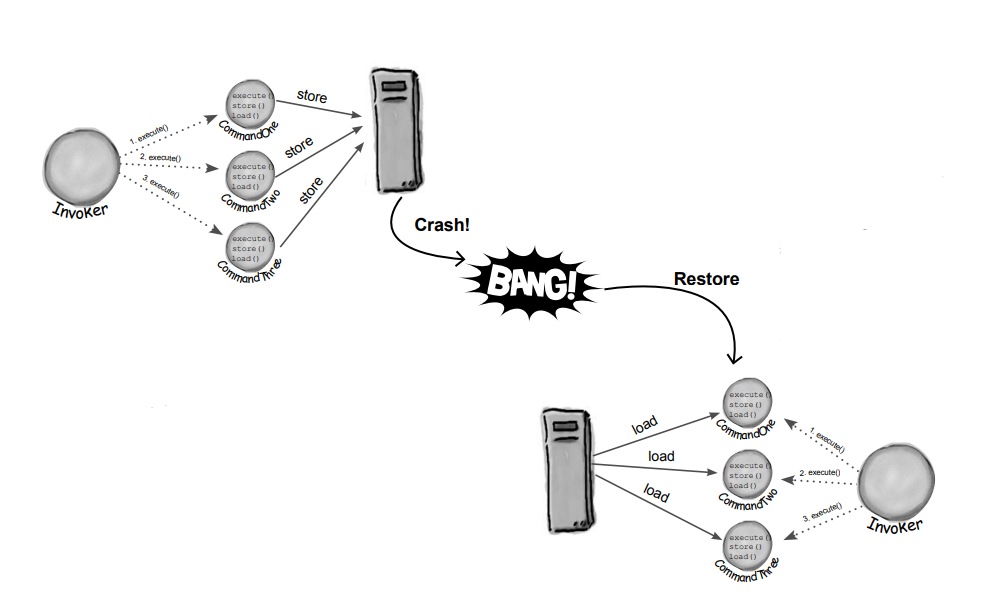 execute()
store()
load()
CommandOne
store
1. execute()
2. execute()
3. execute()
Invoker
execute()
store()
load()
CommandTwo
store
execute()
store()
load()
CommandThree
store
Crash!
BANG!
Restore
load
load
load
execute()
store()
load()
CommandOne
execute()
store()
load()
CommandTwo
execute()
store()
load()
CommandThree
1. execute()
2. execute()
3. execute()
Invoker